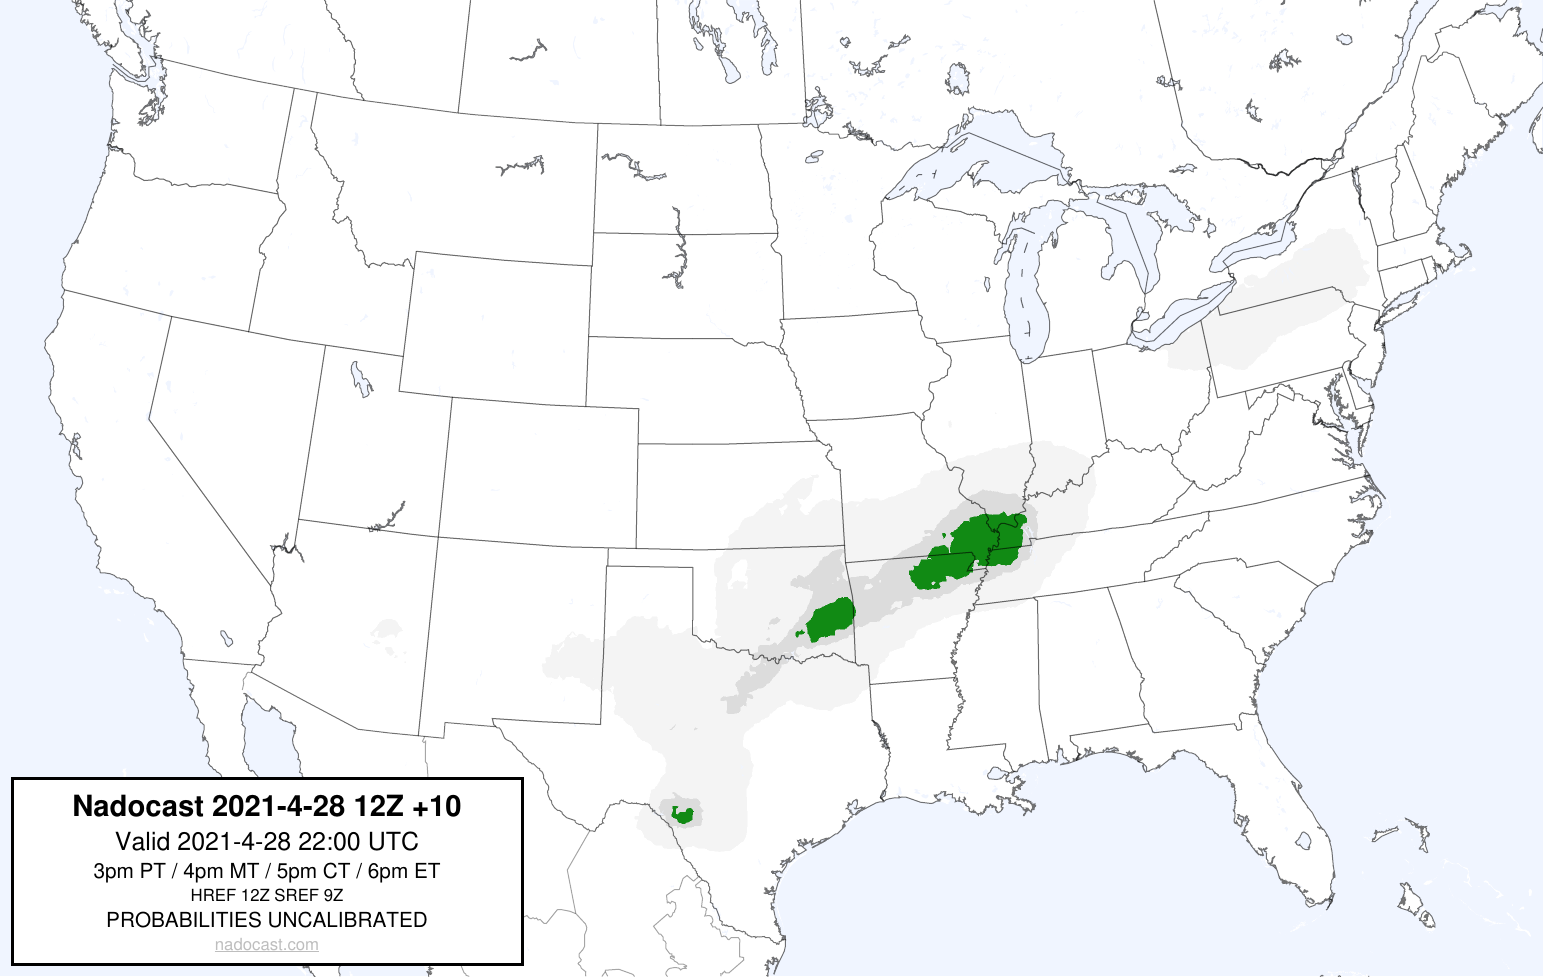 Nadocast 2021-4-28 12Z +10
Valid 2021-4-28 22:00 UTC
3pm PT / 4pm MT / 5pm CT / 6pm ET
HREF 12Z SREF 9Z
PROBABILITIES UNCALIBRATED
nadocast.com